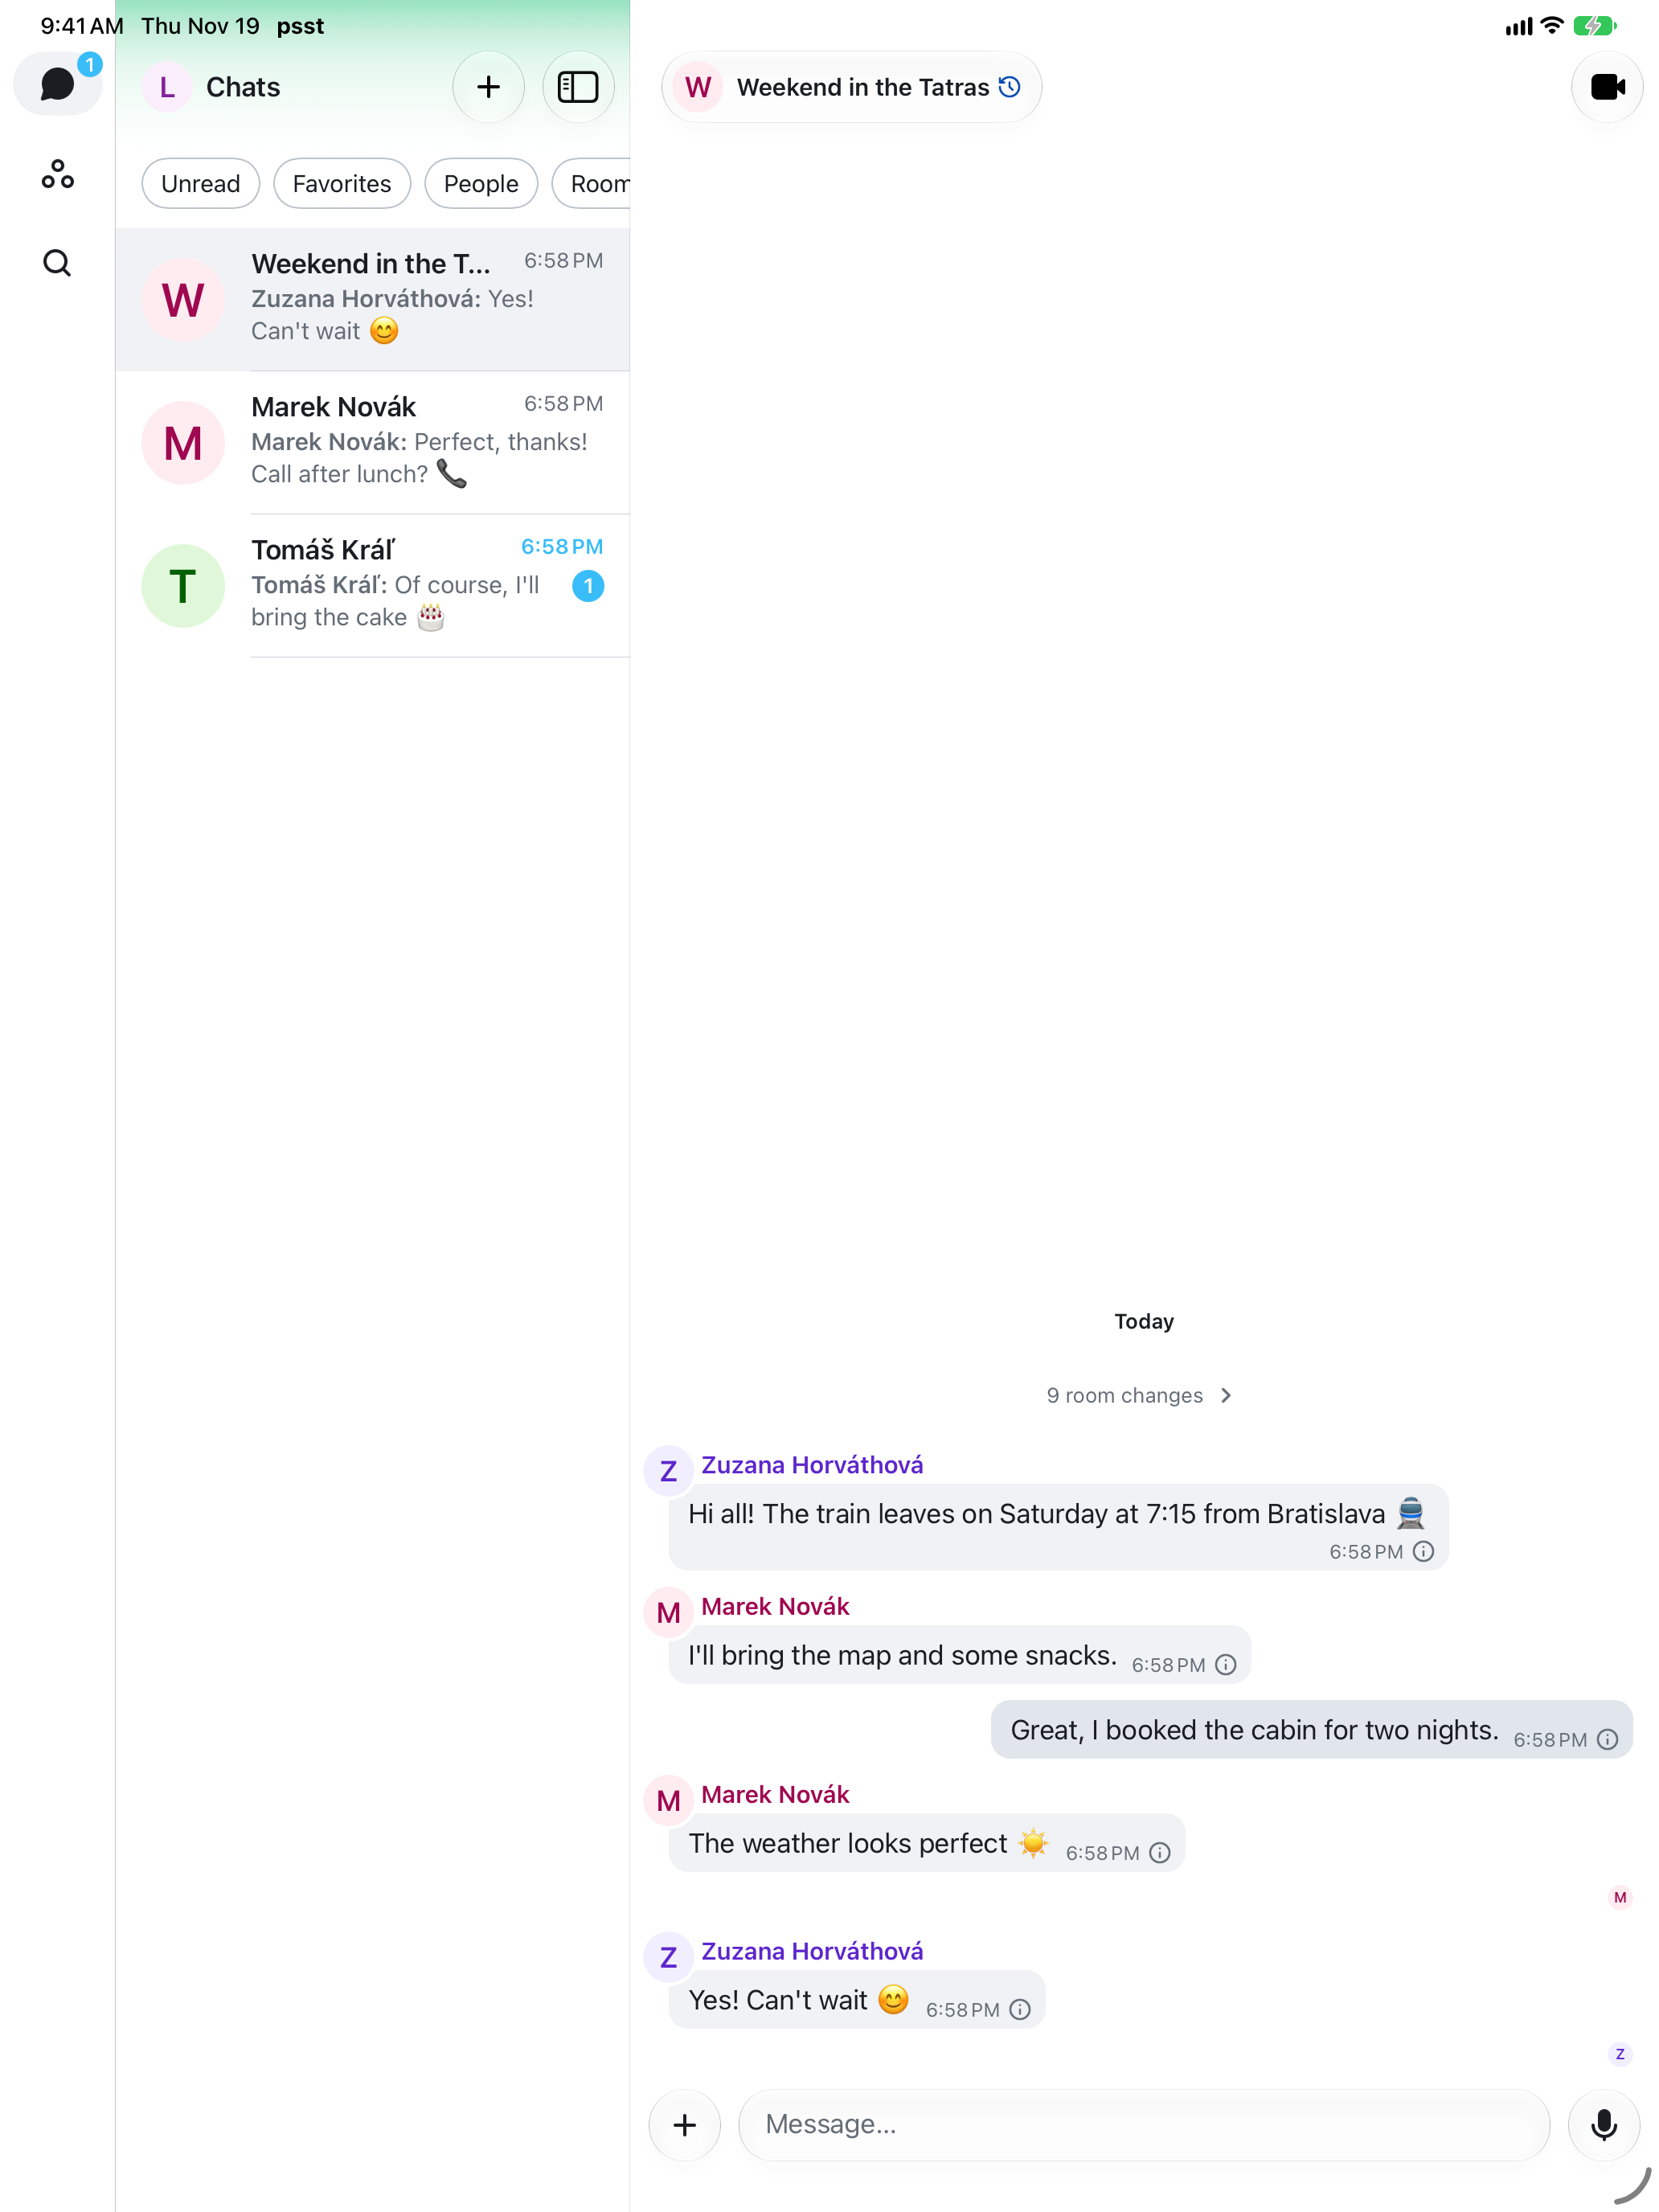 9:41 AM Thu Nov 19 psst
1
L Chats
Unread Favorites People Room
W Weekend in the T... 6:58 PM
Zuzana Horváthová: Yes!
Can't wait 😊
M Marek Novák 6:58 PM
Marek Novák: Perfect, thanks!
Call after lunch? 📞
T Tomáš Kráľ 6:58 PM
Tomáš Kráľ: Of course, I'll 1
bring the cake 🎂
W Weekend in the Tatras
Today
9 room changes
Z Zuzana Horváthová
Hi all! The train leaves on Saturday at 7:15 from Bratislava 🚆
6:58 PM
M Marek Novák
I'll bring the map and some snacks. 6:58 PM
Great, I booked the cabin for two nights. 6:58 PM
M Marek Novák
The weather looks perfect ☀️ 6:58 PM
M
Z Zuzana Horváthová
Yes! Can't wait 😊 6:58 PM
Z
Message...